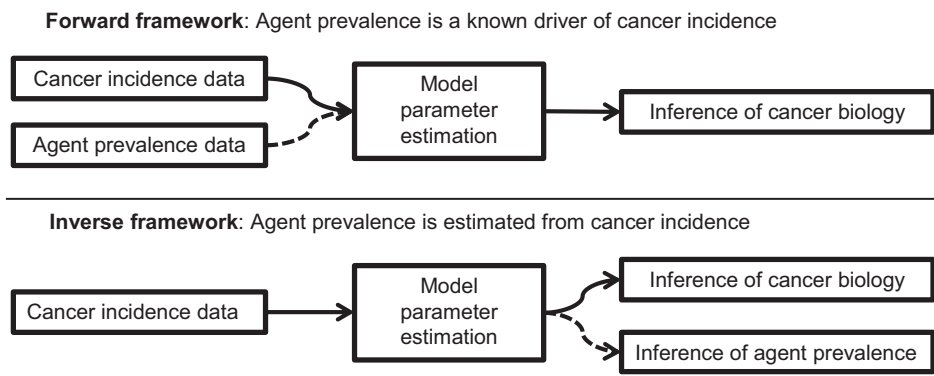 Forward framework: Agent prevalence is a known driver of cancer incidence
Cancer incidence data
Agent prevalence data
Model
parameter
estimation
Inference of cancer biology
Inverse framework: Agent prevalence is estimated from cancer incidence
Cancer incidence data
Model
parameter
estimation
Inference of cancer biology
Inference of agent prevalence